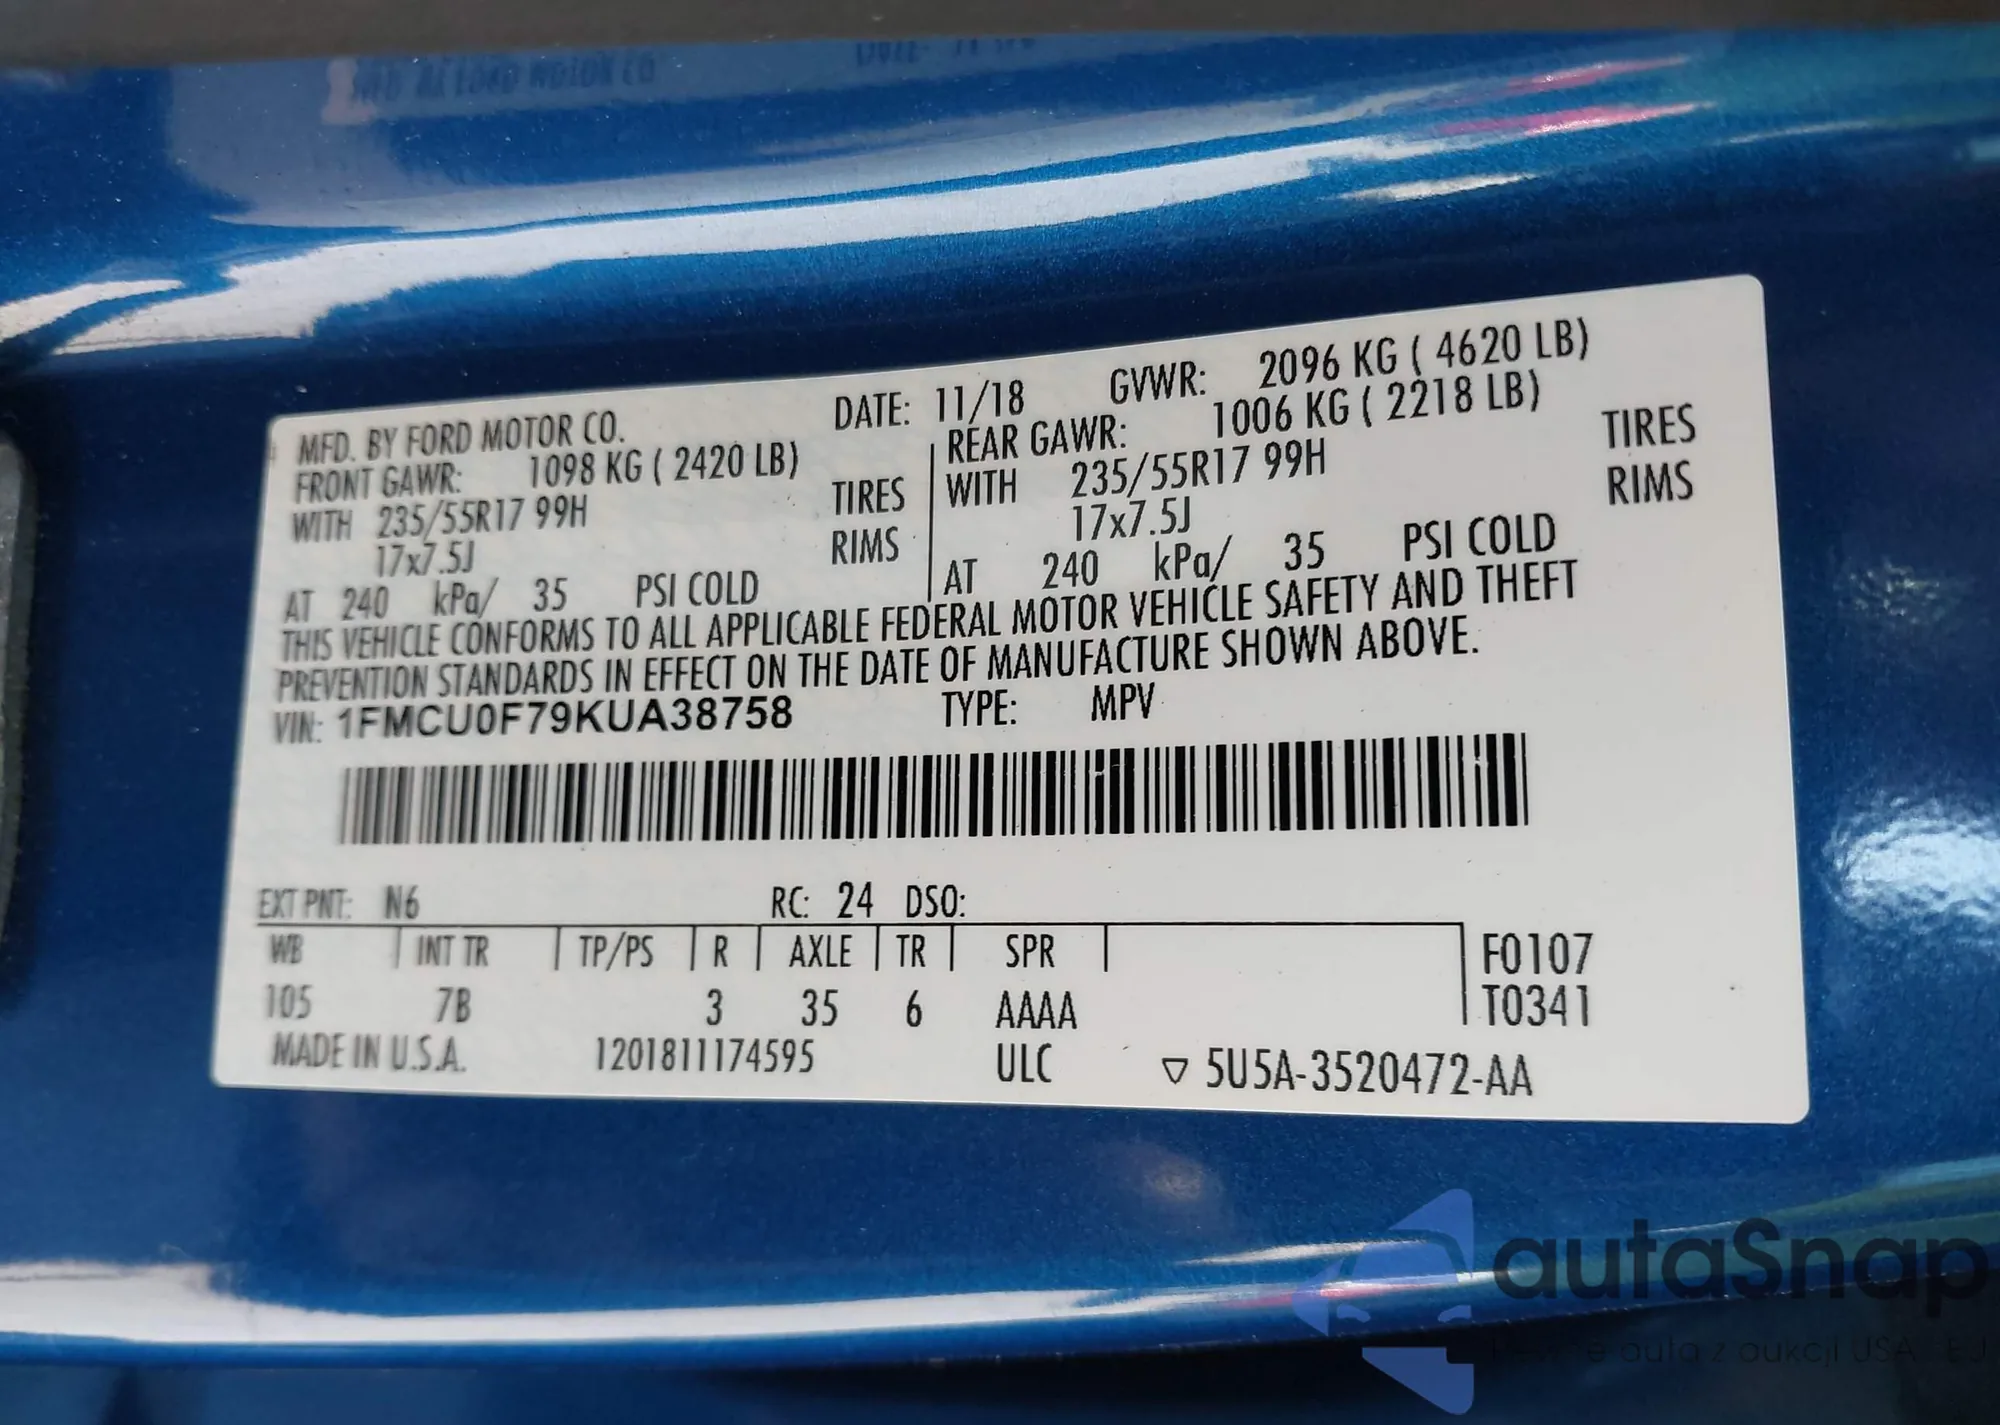 MFD. BY FORD MOTOR CO. DATE: 11/18 GVWR: 2096 KG ( 4620 LB)
FRONT GAWR: 1098 KG ( 2420 LB) REAR GAWR: 1006 KG ( 2218 LB)
WITH 235/55R17 99H TIRES WITH 235/55R17 99H TIRES
17x7.5J RIMS 17x7.5J RIMS
AT 240 kPa/ 35 PSI COLD AT 240 kPa/ 35 PSI COLD
THIS VEHICLE CONFORMS TO ALL APPLICABLE FEDERAL MOTOR VEHICLE SAFETY AND THEFT
PREVENTION STANDARDS IN EFFECT ON THE DATE OF MANUFACTURE SHOWN ABOVE.
VIN: 1FMCU0F79KUA38758 TYPE: MPV
EXT PNT: N6 RC: 24 DSO:
WB INT TR TP/PS R AXLE TR SPR F0107
105 7B 3 35 6 AAAA T0341
MADE IN U.S.A. 1201811174595 ULC ▽ 5U5A-3520472-AA
autaSnap
auta z aukcji USA